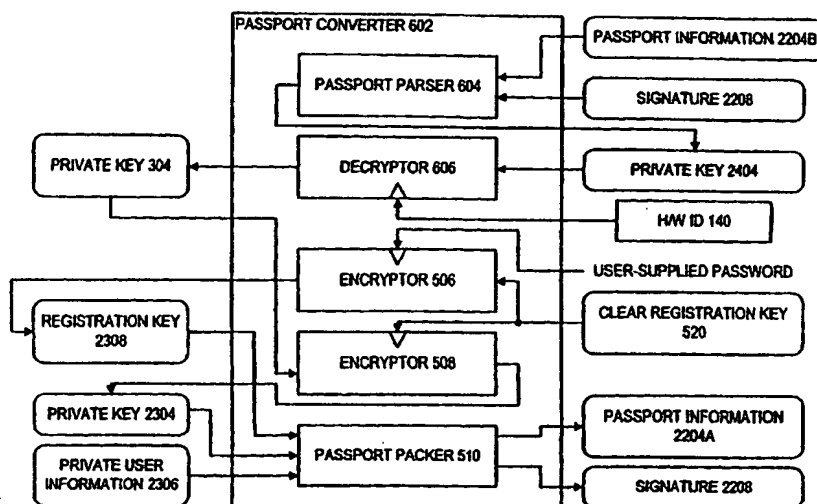 PASSPORT CONVERTER 602
PASSPORT INFORMATION 2204B
PASSPORT PARSER 604
SIGNATURE 2208
PRIVATE KEY 304
DECRYPTOR 606
PRIVATE KEY 2404
H/W ID 140
ENCRYPTOR 506
USER-SUPPLIED PASSWORD
REGISTRATION KEY
2308
CLEAR REGISTRATION KEY
520
ENCRYPTOR 508
PRIVATE KEY 2304
PASSPORT INFORMATION
2204A
PRIVATE USER
INFORMATION 2306
PASSPORT PACKER 510
SIGNATURE 2208